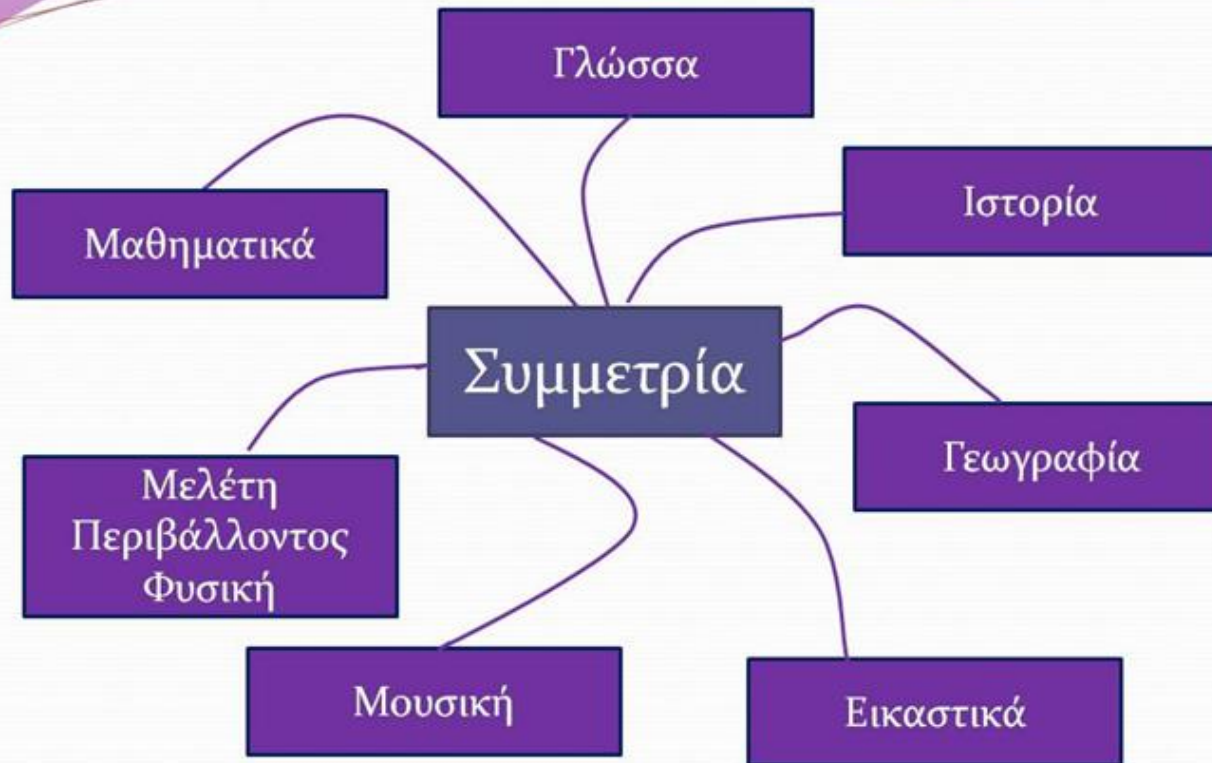 Γλώσσα
Ιστορία
Μαθηματικά
Συμμετρία
Γεωγραφία
Μελέτη
Περιβάλλοντος
Φυσική
Μουσική
Εικαστικά